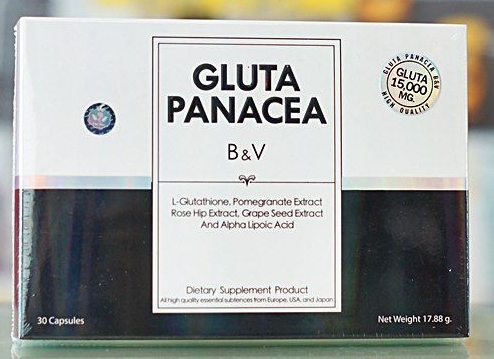 GLUTA
PANACEA
B&V
L-Glutathione, Pomegranate Extract
Rose Hip Extract, Grape Seed Extract
And Alpha Lipoic Acid
Dietary Supplement Product
All high quality essential subtences from Europe, USA, and Japan
30 Capsules
Net Weight 17.88 g.
GLUTA PANACEA B&V
GLUTA
15,000
MG.
HIGH QUALITY